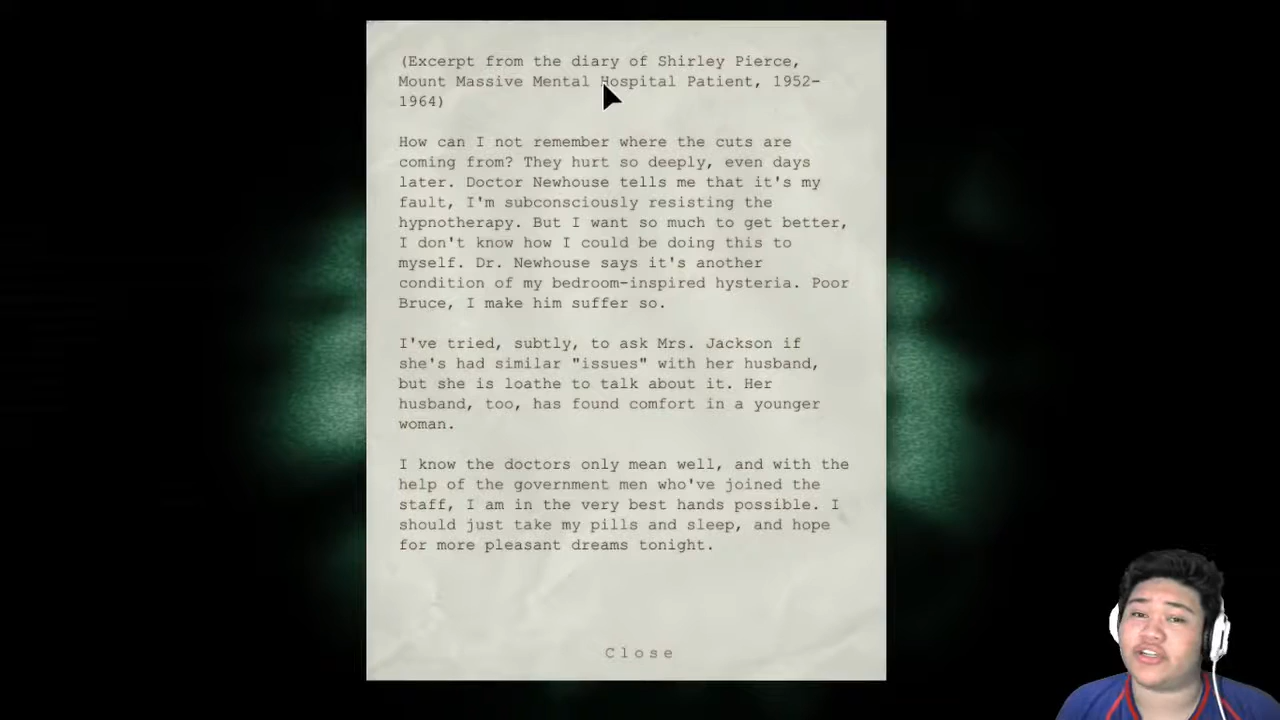 (Excerpt from the diary of Shirley Pierce,
Mount Massive Mental Hospital Patient, 1952-
1964)
How can I not remember where the cuts are
coming from? They hurt so deeply, even days
later. Doctor Newhouse tells me that it's my
fault, I'm subconsciously resisting the
hypnotherapy. But I want so much to get better,
I don't know how I could be doing this to
myself. Dr. Newhouse says it's another
condition of my bedroom-inspired hysteria. Poor
Bruce, I make him suffer so.
I've tried, subtly, to ask Mrs. Jackson if
she's had similar "issues" with her husband,
but she is loathe to talk about it. Her
husband, too, has found comfort in a younger
woman.
I know the doctors only mean well, and with the
help of the government men who've joined the
staff, I am in the very best hands possible. I
should just take my pills and sleep, and hope
for more pleasant dreams tonight.
Close